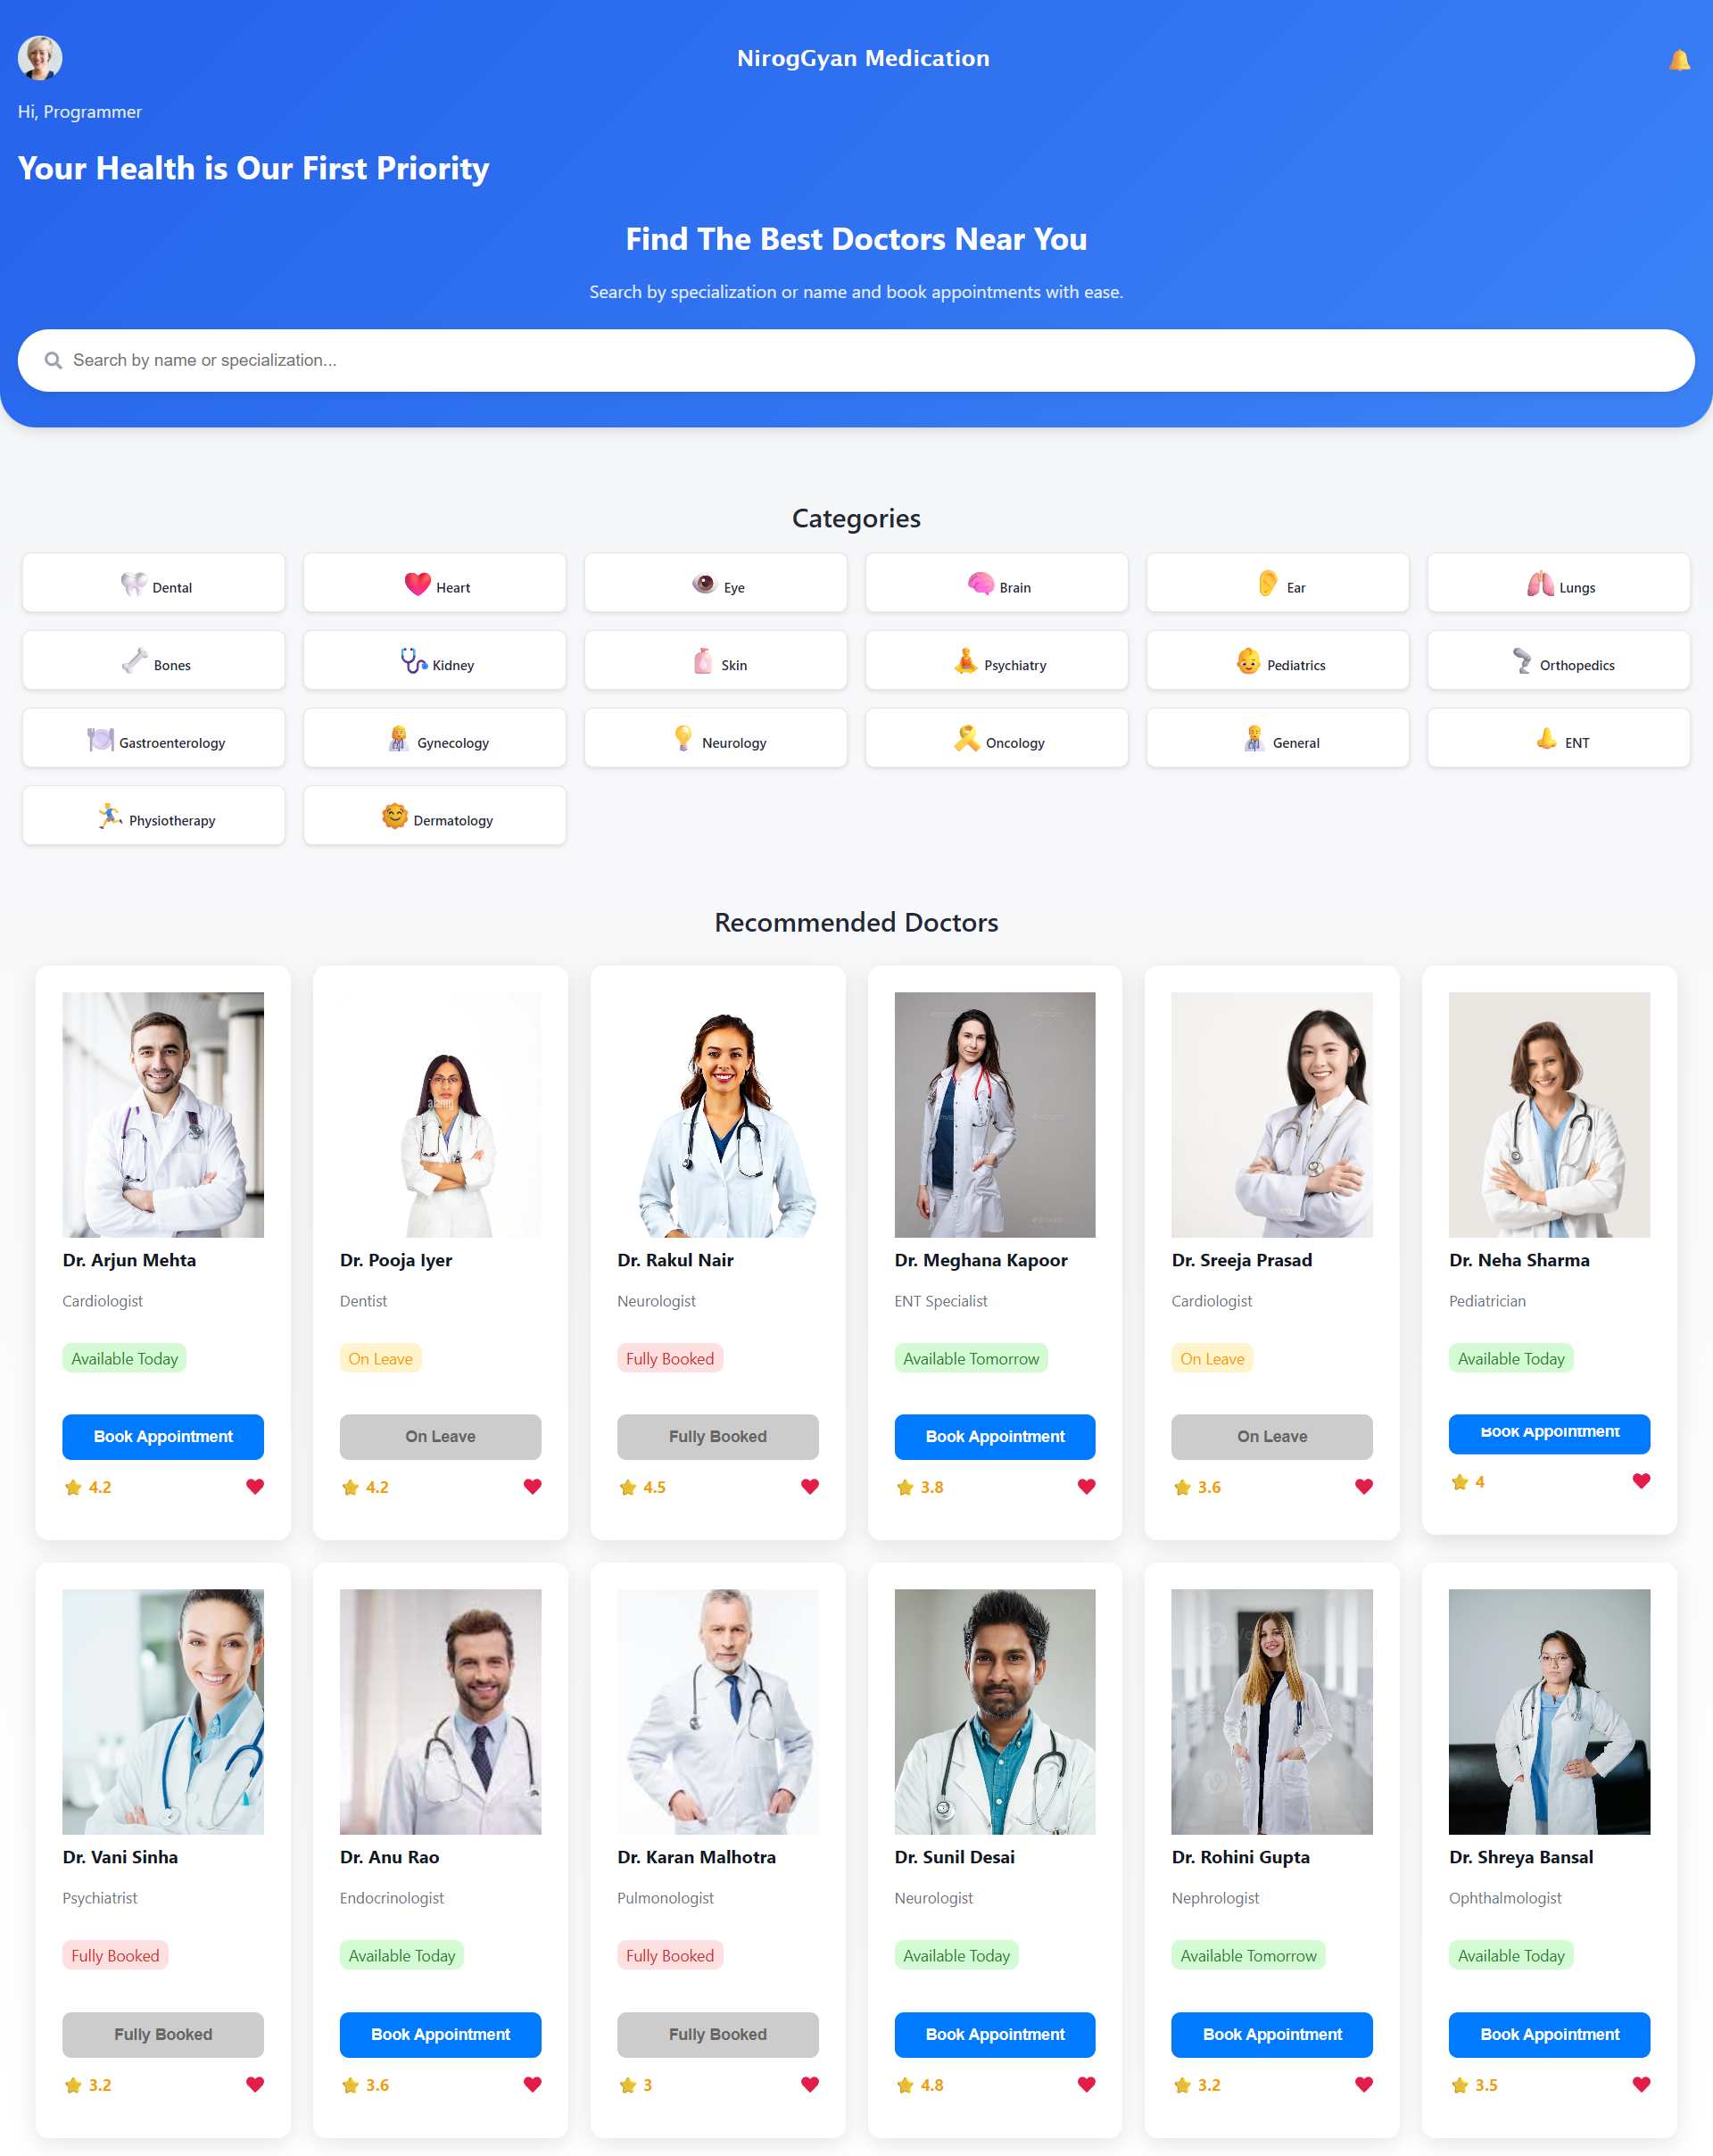 NirogGyan Medication
Hi, Programmer
Your Health is Our First Priority
Find The Best Doctors Near You
Search by specialization or name and book appointments with ease.
Search by name or specialization...
Categories
Dental
Heart
Eye
Brain
Ear
Lungs
Bones
Kidney
Skin
Psychiatry
Pediatrics
Orthopedics
Gastroenterology
Gynecology
Neurology
Oncology
General
ENT
Physiotherapy
Dermatology
Recommended Doctors
alamy
Dr. Arjun Mehta
Cardiologist
Available Today
Book Appointment
4.2
Dr. Pooja Iyer
Dentist
On Leave
On Leave
4.2
Dr. Rakul Nair
Neurologist
Fully Booked
Fully Booked
4.5
Dr. Meghana Kapoor
ENT Specialist
Available Tomorrow
Book Appointment
3.8
Dr. Sreeja Prasad
Cardiologist
On Leave
On Leave
3.6
Dr. Neha Sharma
Pediatrician
Available Today
Book Appointment
4
Dr. Vani Sinha
Psychiatrist
Fully Booked
Fully Booked
3.2
Dr. Anu Rao
Endocrinologist
Available Today
Book Appointment
3.6
Dr. Karan Malhotra
Pulmonologist
Fully Booked
Fully Booked
3
Dr. Sunil Desai
Neurologist
Available Today
Book Appointment
4.8
Dr. Rohini Gupta
Nephrologist
Available Tomorrow
Book Appointment
3.2
Dr. Shreya Bansal
Ophthalmologist
Available Today
Book Appointment
3.5